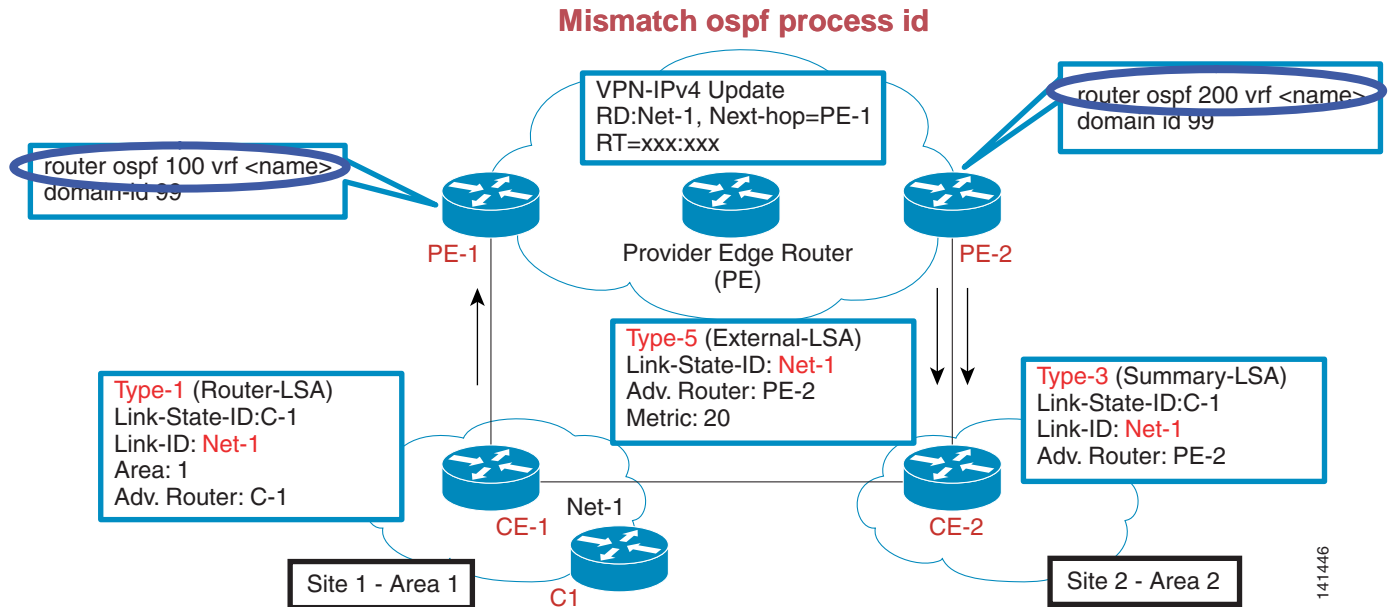 Mismatch ospf process id
VPN-IPv4 Update
RD:Net-1, Next-hop=PE-1
RT=xxx:xxx
router ospf 200 vrf <name>
domain id 99
router ospf 100 vrf <name>
domain-id 99
PE-1
Provider Edge Router
(PE)
PE-2
Type-5 (External-LSA)
Link-State-ID: Net-1
Adv. Router: PE-2
Metric: 20
Type-1 (Router-LSA)
Link-State-ID:C-1
Link-ID: Net-1
Area: 1
Adv. Router: C-1
Type-3 (Summary-LSA)
Link-State-ID:C-1
Link-ID: Net-1
Adv. Router: PE-2
CE-1
Net-1
CE-2
Site 1 - Area 1
C1
Site 2 - Area 2
141446